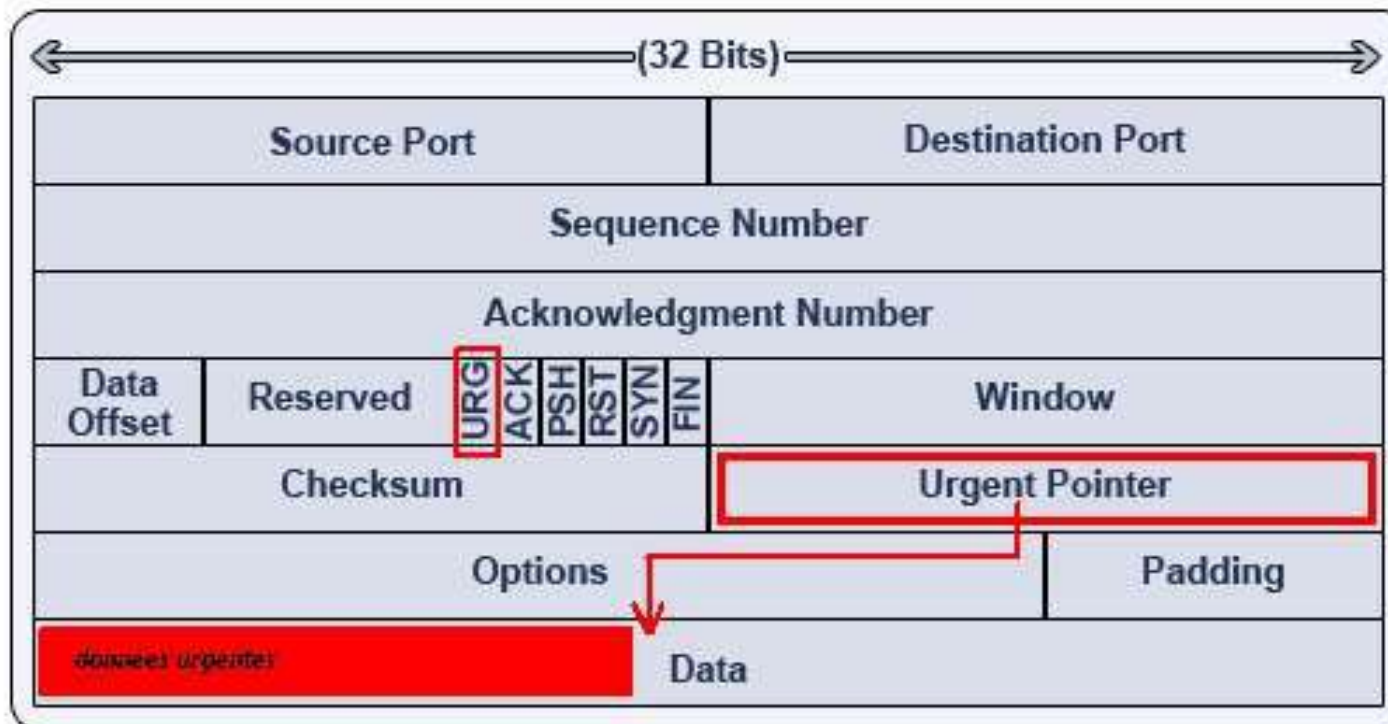 (32 Bits)
Source Port Destination Port
Sequence Number
Acknowledgment Number
Data Offset Reserved URG ACK PSH RST SYN FIN Window
Checksum Urgent Pointer
Options Padding
donnees urgentes Data